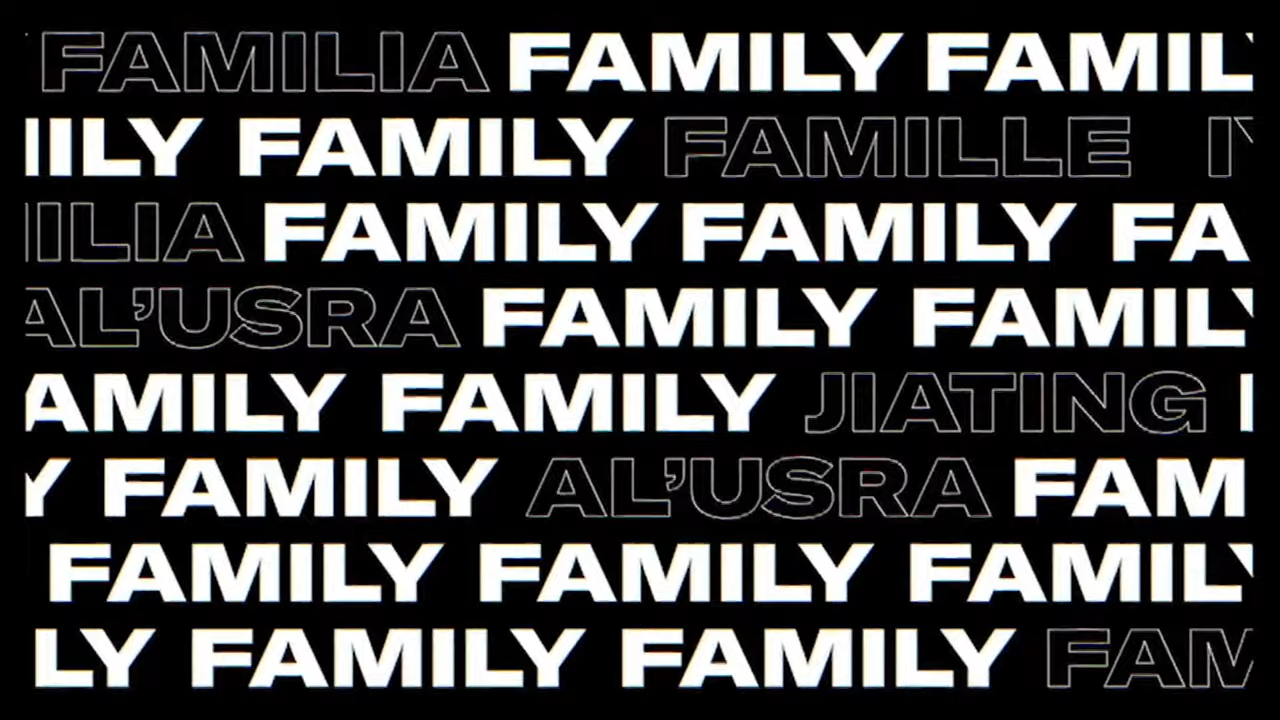 FAMILIA FAMILY FAMIL
ILY FAMILY FAMILLE
ILIA FAMILY FAMILY FA
AL’USRA FAMILY FAMIL
AMILY FAMILY JIATING
Y FAMILY AL’USRA FAM
FAMILY FAMILY FAMIL
LY FAMILY FAMILY FAM